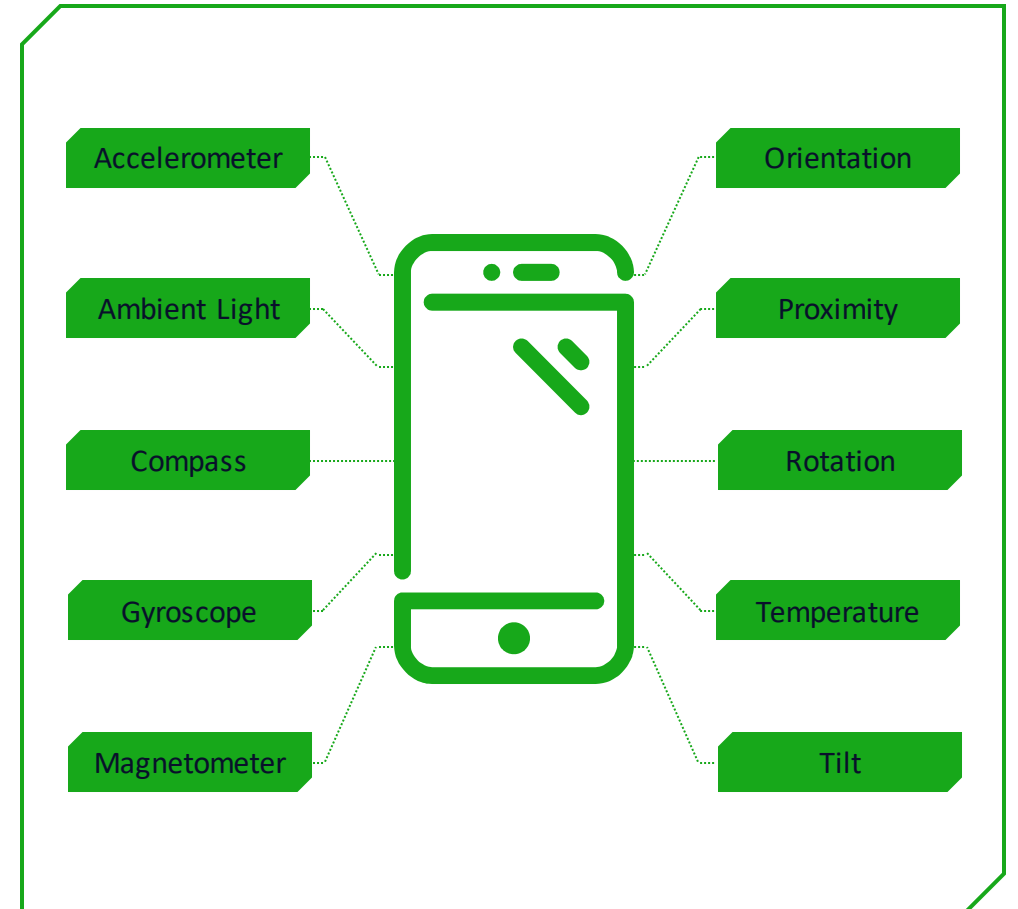 Accelerometer
Orientation
Ambient Light
Proximity
Compass
Rotation
Gyroscope
Temperature
Magnetometer
Tilt